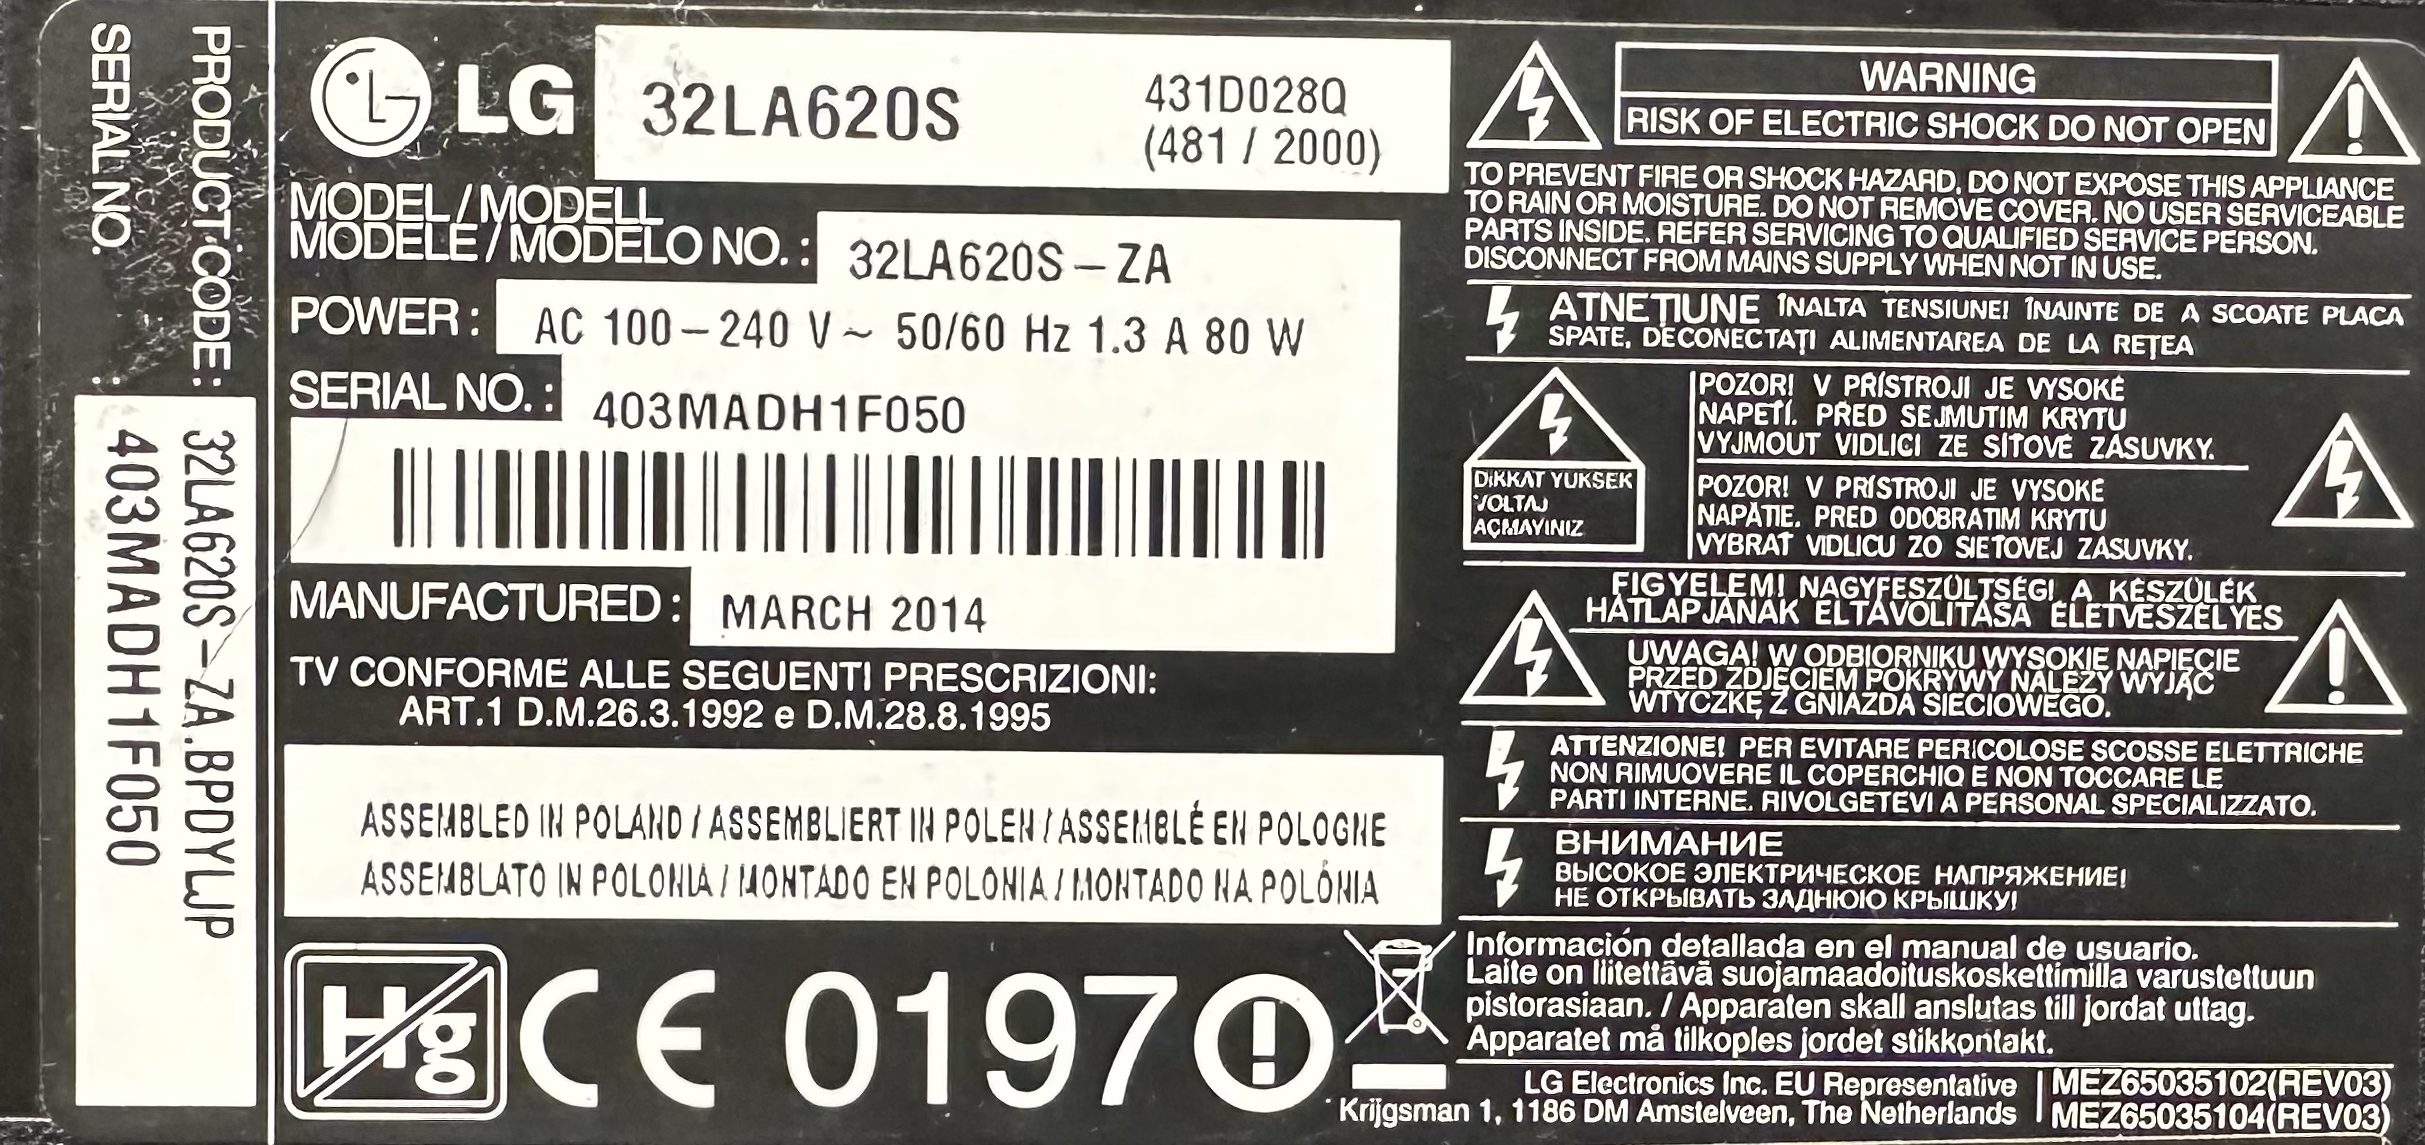 PRODUCT CODE : 32LA620S-ZA.BPDYLJP
SERIAL NO. : 403MADH1F050
LG 32LA620S 431D028Q
(481 / 2000)
MODEL / MODELL
MODELE / MODELO NO. : 32LA620S-ZA
POWER : AC 100-240 V ~ 50/60 Hz 1.3 A 80 W
SERIAL NO. : 403MADH1F050
MANUFACTURED : MARCH 2014
TV CONFORME ALLE SEGUENTI PRESCRIZIONI:
ART.1 D.M.26.3.1992 e D.M.28.8.1995
ASSEMBLED IN POLAND / ASSEMBLIERT IN POLEN / ASSEMBLÉ EN POLOGNE
ASSEMBLATO IN POLONIA / MONTADO EN POLONIA / MONTADO NA POLÓNIA
Hg CE 0197
WARNING
RISK OF ELECTRIC SHOCK DO NOT OPEN
TO PREVENT FIRE OR SHOCK HAZARD, DO NOT EXPOSE THIS APPLIANCE
TO RAIN OR MOISTURE. DO NOT REMOVE COVER. NO USER SERVICEABLE
PARTS INSIDE. REFER SERVICING TO QUALIFIED SERVICE PERSON.
DISCONNECT FROM MAINS SUPPLY WHEN NOT IN USE.
ATNEŢIUNE ÎNALTA TENSIUNE! ÎNAINTE DE A SCOATE PLACA
SPATE, DECONECTAŢI ALIMENTAREA DE LA REŢEA
DİKKAT YUKSEK
VOLTAJ
AÇMAYINIZ
POZOR! V PŘÍSTROJI JE VYSOKÉ
NAPETÍ. PŘED SEJMUTIM KRYTU
VYJMOUT VIDLICI ZE SÍŤOVÉ ZÁSUVKY.
POZOR! V PRÍSTROJI JE VYSOKÉ
NAPÄTIE. PRED ODOBRATIM KRYTU
VYBRAŤ VIDLICU ZO SIEŤOVEJ ZÁSUVKY.
FIGYELEM! NAGYFESZÜLTSÉG! A KÉSZÜLÉK
HÁTLAPJÁNAK ELTÁVOLITÁSA ÉLETVESZÉLYES
UWAGA! W ODBIORNIKU WYSOKIE NAPIĘCIE
PRZED ZDJĘCIEM POKRYWY NALEŻY WYJĄĆ
WTYCZKĘ Z GNIAZDA SIECIOWEGO.
ATTENZIONE! PER EVITARE PERICOLOSE SCOSSE ELETTRICHE
NON RIMUOVERE IL COPERCHIO E NON TOCCARE LE
PARTI INTERNE. RIVOLGETEVI A PERSONAL SPECIALIZZATO.
ВНИМАНИЕ
ВЫСОКОЕ ЭЛЕКТРИЧЕСКОЕ НАПРЯЖЕНИЕ!
НЕ ОТКРЫВАТЬ ЗАДНЮЮ КРЫШКУ!
Información detallada en el manual de usuario.
Laite on liitettävä suojamaadoituskoskettimilla varustettuun
pistorasiaan. / Apparaten skall anslutas till jordat uttag.
Apparatet må tilkoples jordet stikkontakt.
LG Electronics Inc. EU Representative
Krijgsman 1, 1186 DM Amstelveen, The Netherlands
MEZ65035102(REV03)
MEZ65035104(REV03)